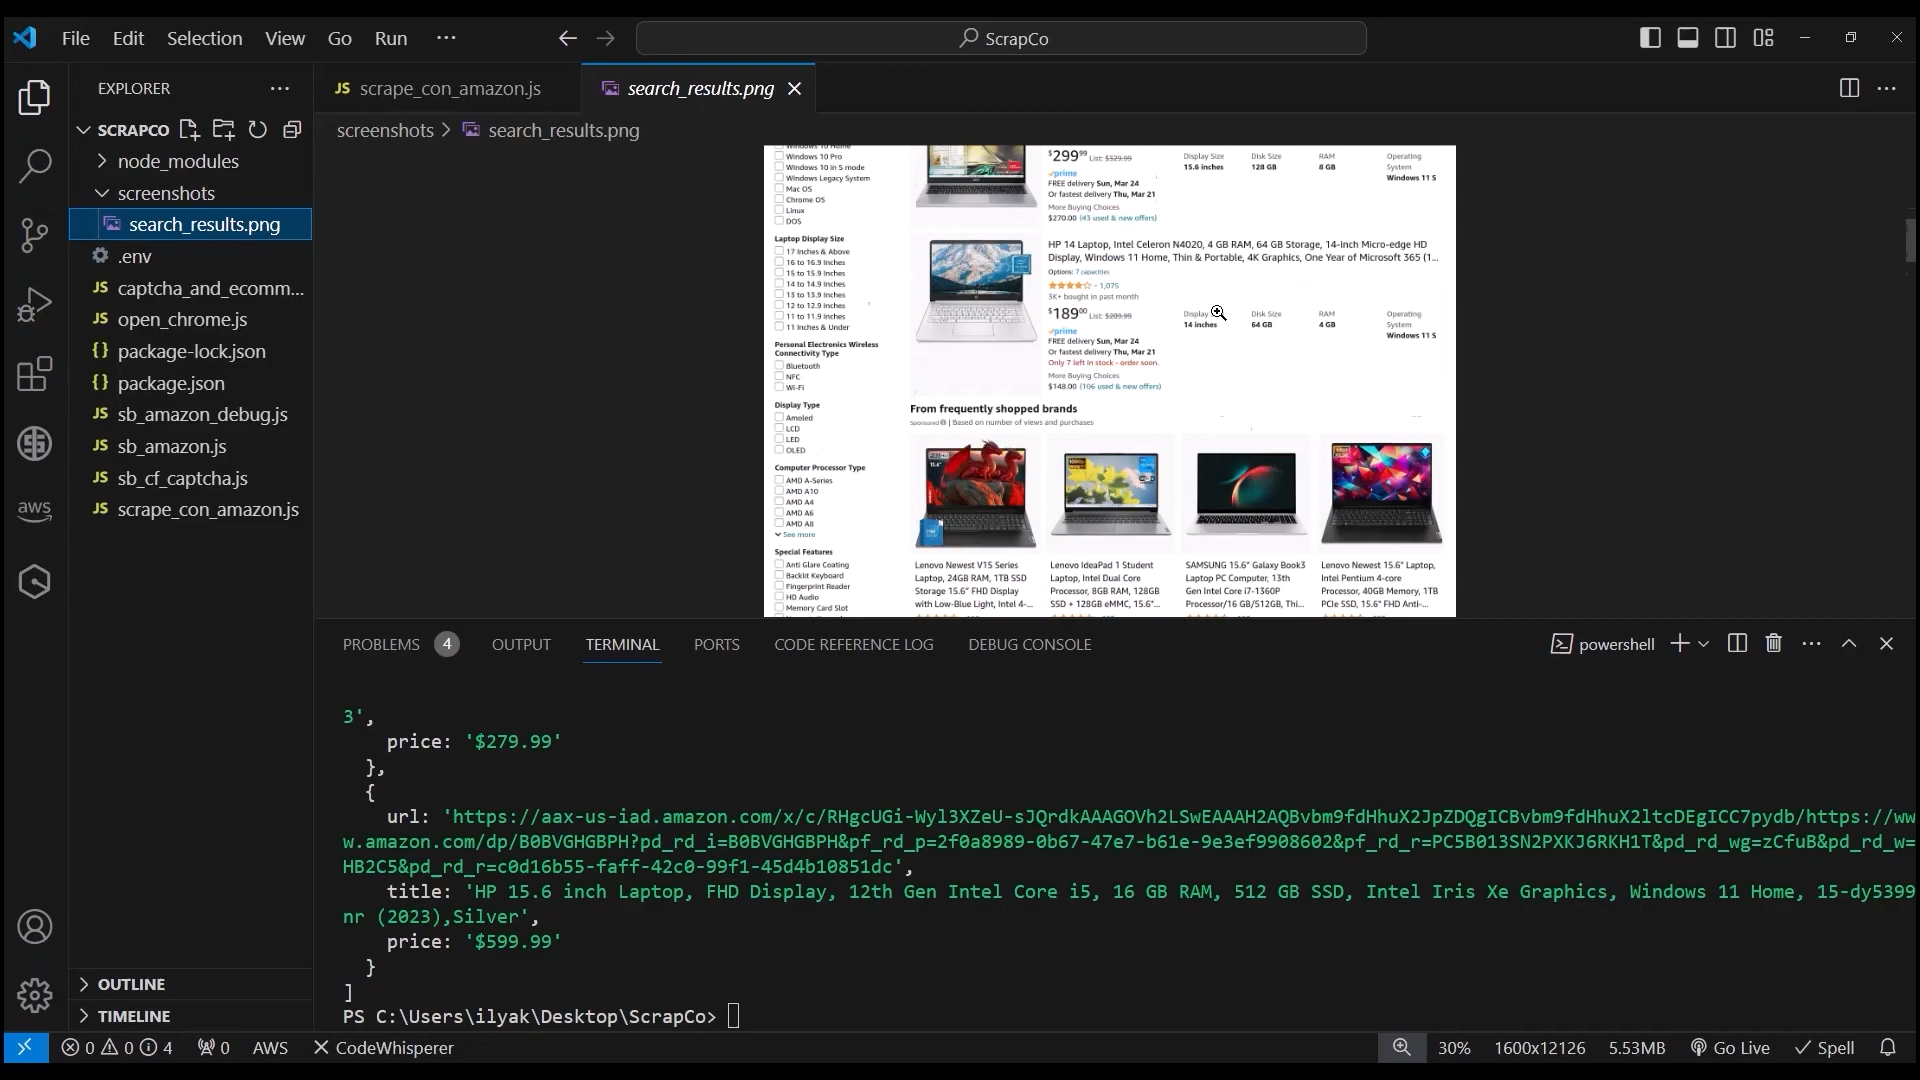 File Edit Selection View Go Run ···
ScrapCo
EXPLORER
SCRAPCO
node_modules
screenshots
search_results.png
.env
captcha_and_ecomm...
open_chrome.js
package-lock.json
package.json
sb_amazon_debug.js
sb_amazon.js
sb_cf_captcha.js
scrape_con_amazon.js
OUTLINE
TIMELINE
aws
JS scrape_con_amazon.js
search_results.png
screenshots > search_results.png
Windows 10 Home
Windows 10 Pro
Windows 10 in S mode
Windows Legacy System
Mac OS
Chrome OS
Linux
DOS
Laptop Display Size
17 Inches & Above
16 to 16.9 Inches
15 to 15.9 Inches
14 to 14.9 Inches
13 to 13.9 Inches
12 to 12.9 Inches
11 to 11.9 Inches
11 Inches & Under
Personal Electronics Wireless
Connectivity Type
Bluetooth
NFC
Wi-Fi
Display Type
Amoled
LCD
LED
OLED
Computer Processor Type
AMD A-Series
AMD A10
AMD A4
AMD A6
AMD A8
See more
Special Features
Anti Glare Coating
Backlit Keyboard
Fingerprint Reader
HD Audio
Memory Card Slot
$299⁹⁹ List: $329.99
prime
FREE delivery Sun, Mar 24
Or fastest delivery Thu, Mar 21
More Buying Choices
$270.00 (43 used & new offers)
Display Size
15.6 inches
Disk Size
128 GB
RAM
8 GB
Operating
System
Windows 11 S
HP 14 Laptop, Intel Celeron N4020, 4 GB RAM, 64 GB Storage, 14-inch Micro-edge HD
Display, Windows 11 Home, Thin & Portable, 4K Graphics, One Year of Microsoft 365 (1...
Options: 7 capacities
1,075
3K+ bought in past month
$189⁰⁰ List: $209.99
prime
FREE delivery Sun, Mar 24
Or fastest delivery Thu, Mar 21
Only 7 left in stock - order soon.
More Buying Choices
$148.00 (106 used & new offers)
Display
14 inches
Disk Size
64 GB
RAM
4 GB
Operating
System
Windows 11 S
From frequently shopped brands
Sponsored | Based on number of views and purchases
Lenovo Newest V15 Series
Laptop, 24GB RAM, 1TB SSD
Storage 15.6" FHD Display
with Low-Blue Light, Intel 4-...
Lenovo IdeaPad 1 Student
Laptop, Intel Dual Core
Processor, 8GB RAM, 128GB
SSD + 128GB eMMC, 15.6"...
SAMSUNG 15.6" Galaxy Book3
Laptop PC Computer, 13th
Gen Intel Core i7-1360P
Processor/16 GB/512GB, Thi...
Lenovo Newest 15.6" Laptop,
Intel Pentium 4-core
Processor, 40GB Memory, 1TB
PCIe SSD, 15.6" FHD Anti-...
PROBLEMS 4 OUTPUT TERMINAL PORTS CODE REFERENCE LOG DEBUG CONSOLE
powershell
3',
price: '$279.99'
},
{
url: 'https://aax-us-iad.amazon.com/x/c/RHgcUGi-Wyl3XZeU-sJQrdkAAAGOVh2LSwEAAAH2AQBvbm9fdHhuX2JpZDQgICBvbm9fdHhuX2ltcDEgICC7pydb/https://ww
w.amazon.com/dp/B0BVGHGBPH?pd_rd_i=B0BVGHGBPH&pf_rd_p=2f0a8989-0b67-47e7-b61e-9e3ef9908602&pf_rd_r=PC5B013SN2PXKJ6RKH1T&pd_rd_wg=zCfuB&pd_rd_w=
HB2C5&pd_rd_r=c0d16b55-faff-42c0-99f1-45d4b10851dc',
title: 'HP 15.6 inch Laptop, FHD Display, 12th Gen Intel Core i5, 16 GB RAM, 512 GB SSD, Intel Iris Xe Graphics, Windows 11 Home, 15-dy5399
nr (2023),Silver',
price: '$599.99'
}
]
PS C:\Users\ilyak\Desktop\ScrapCo>
0 0 4 0 AWS CodeWhisperer
30% 1600x12126 5.53MB Go Live Spell